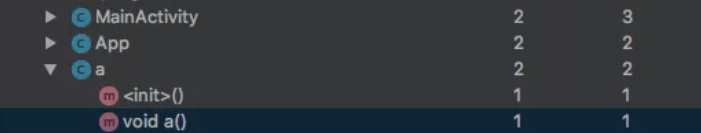 MainActivity 2 3
App 2 2
a 2 2
<init>() 1 1
void a() 1 1